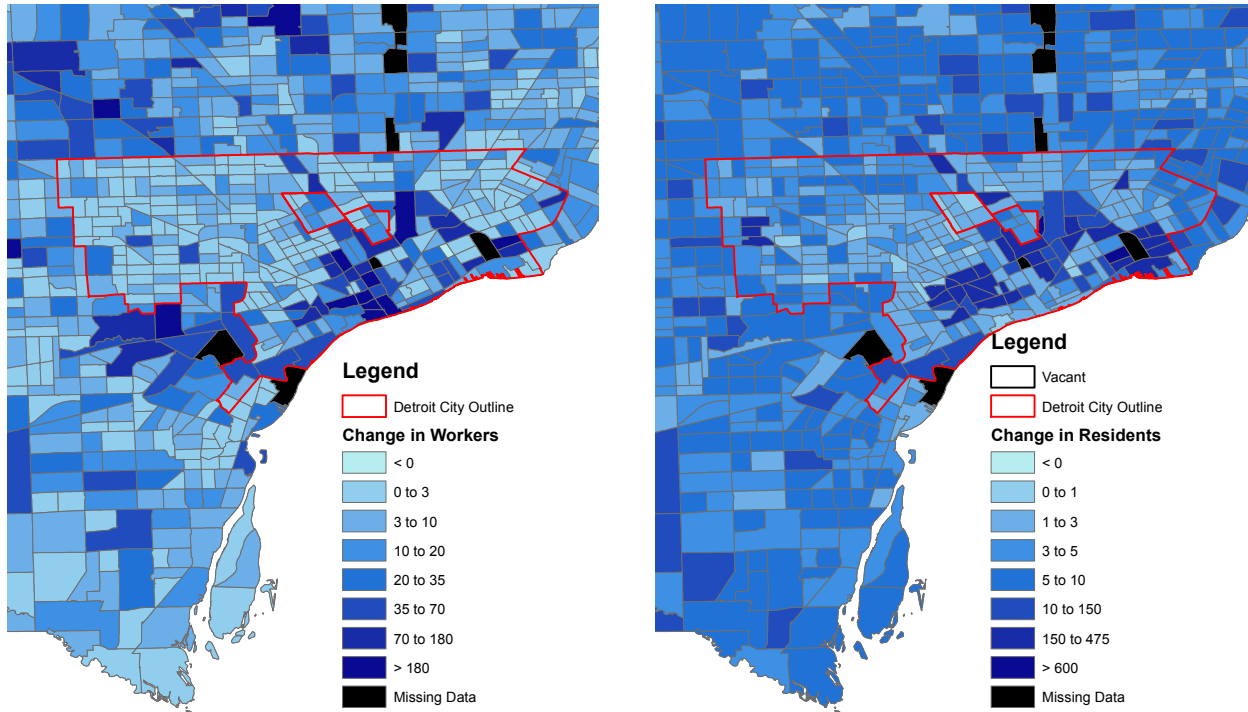 Legend
Detroit City Outline
Change in Workers
< 0
0 to 3
3 to 10
10 to 20
20 to 35
35 to 70
70 to 180
> 180
Missing Data
Legend
Vacant
Detroit City Outline
Change in Residents
< 0
0 to 1
1 to 3
3 to 5
5 to 10
10 to 150
150 to 475
> 600
Missing Data